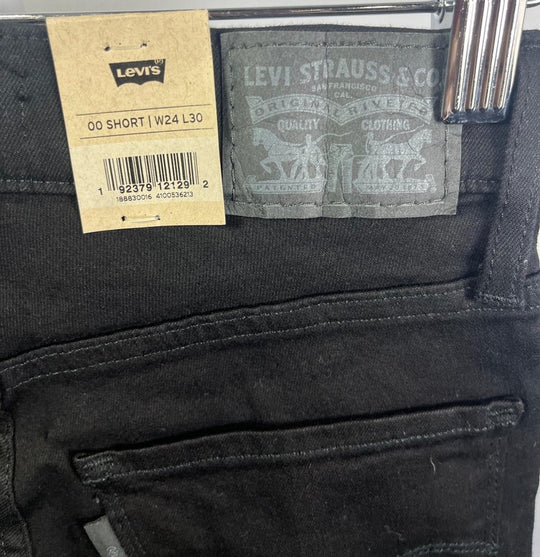 Levi's
00 SHORT | W24 L30
1 92379 12129 2
188830016 4100536213
LEVI STRAUSS & CO.
SAN FRANCISCO
CAL.
ORIGINAL RIVETED
QUALITY CLOTHING
PATENTED